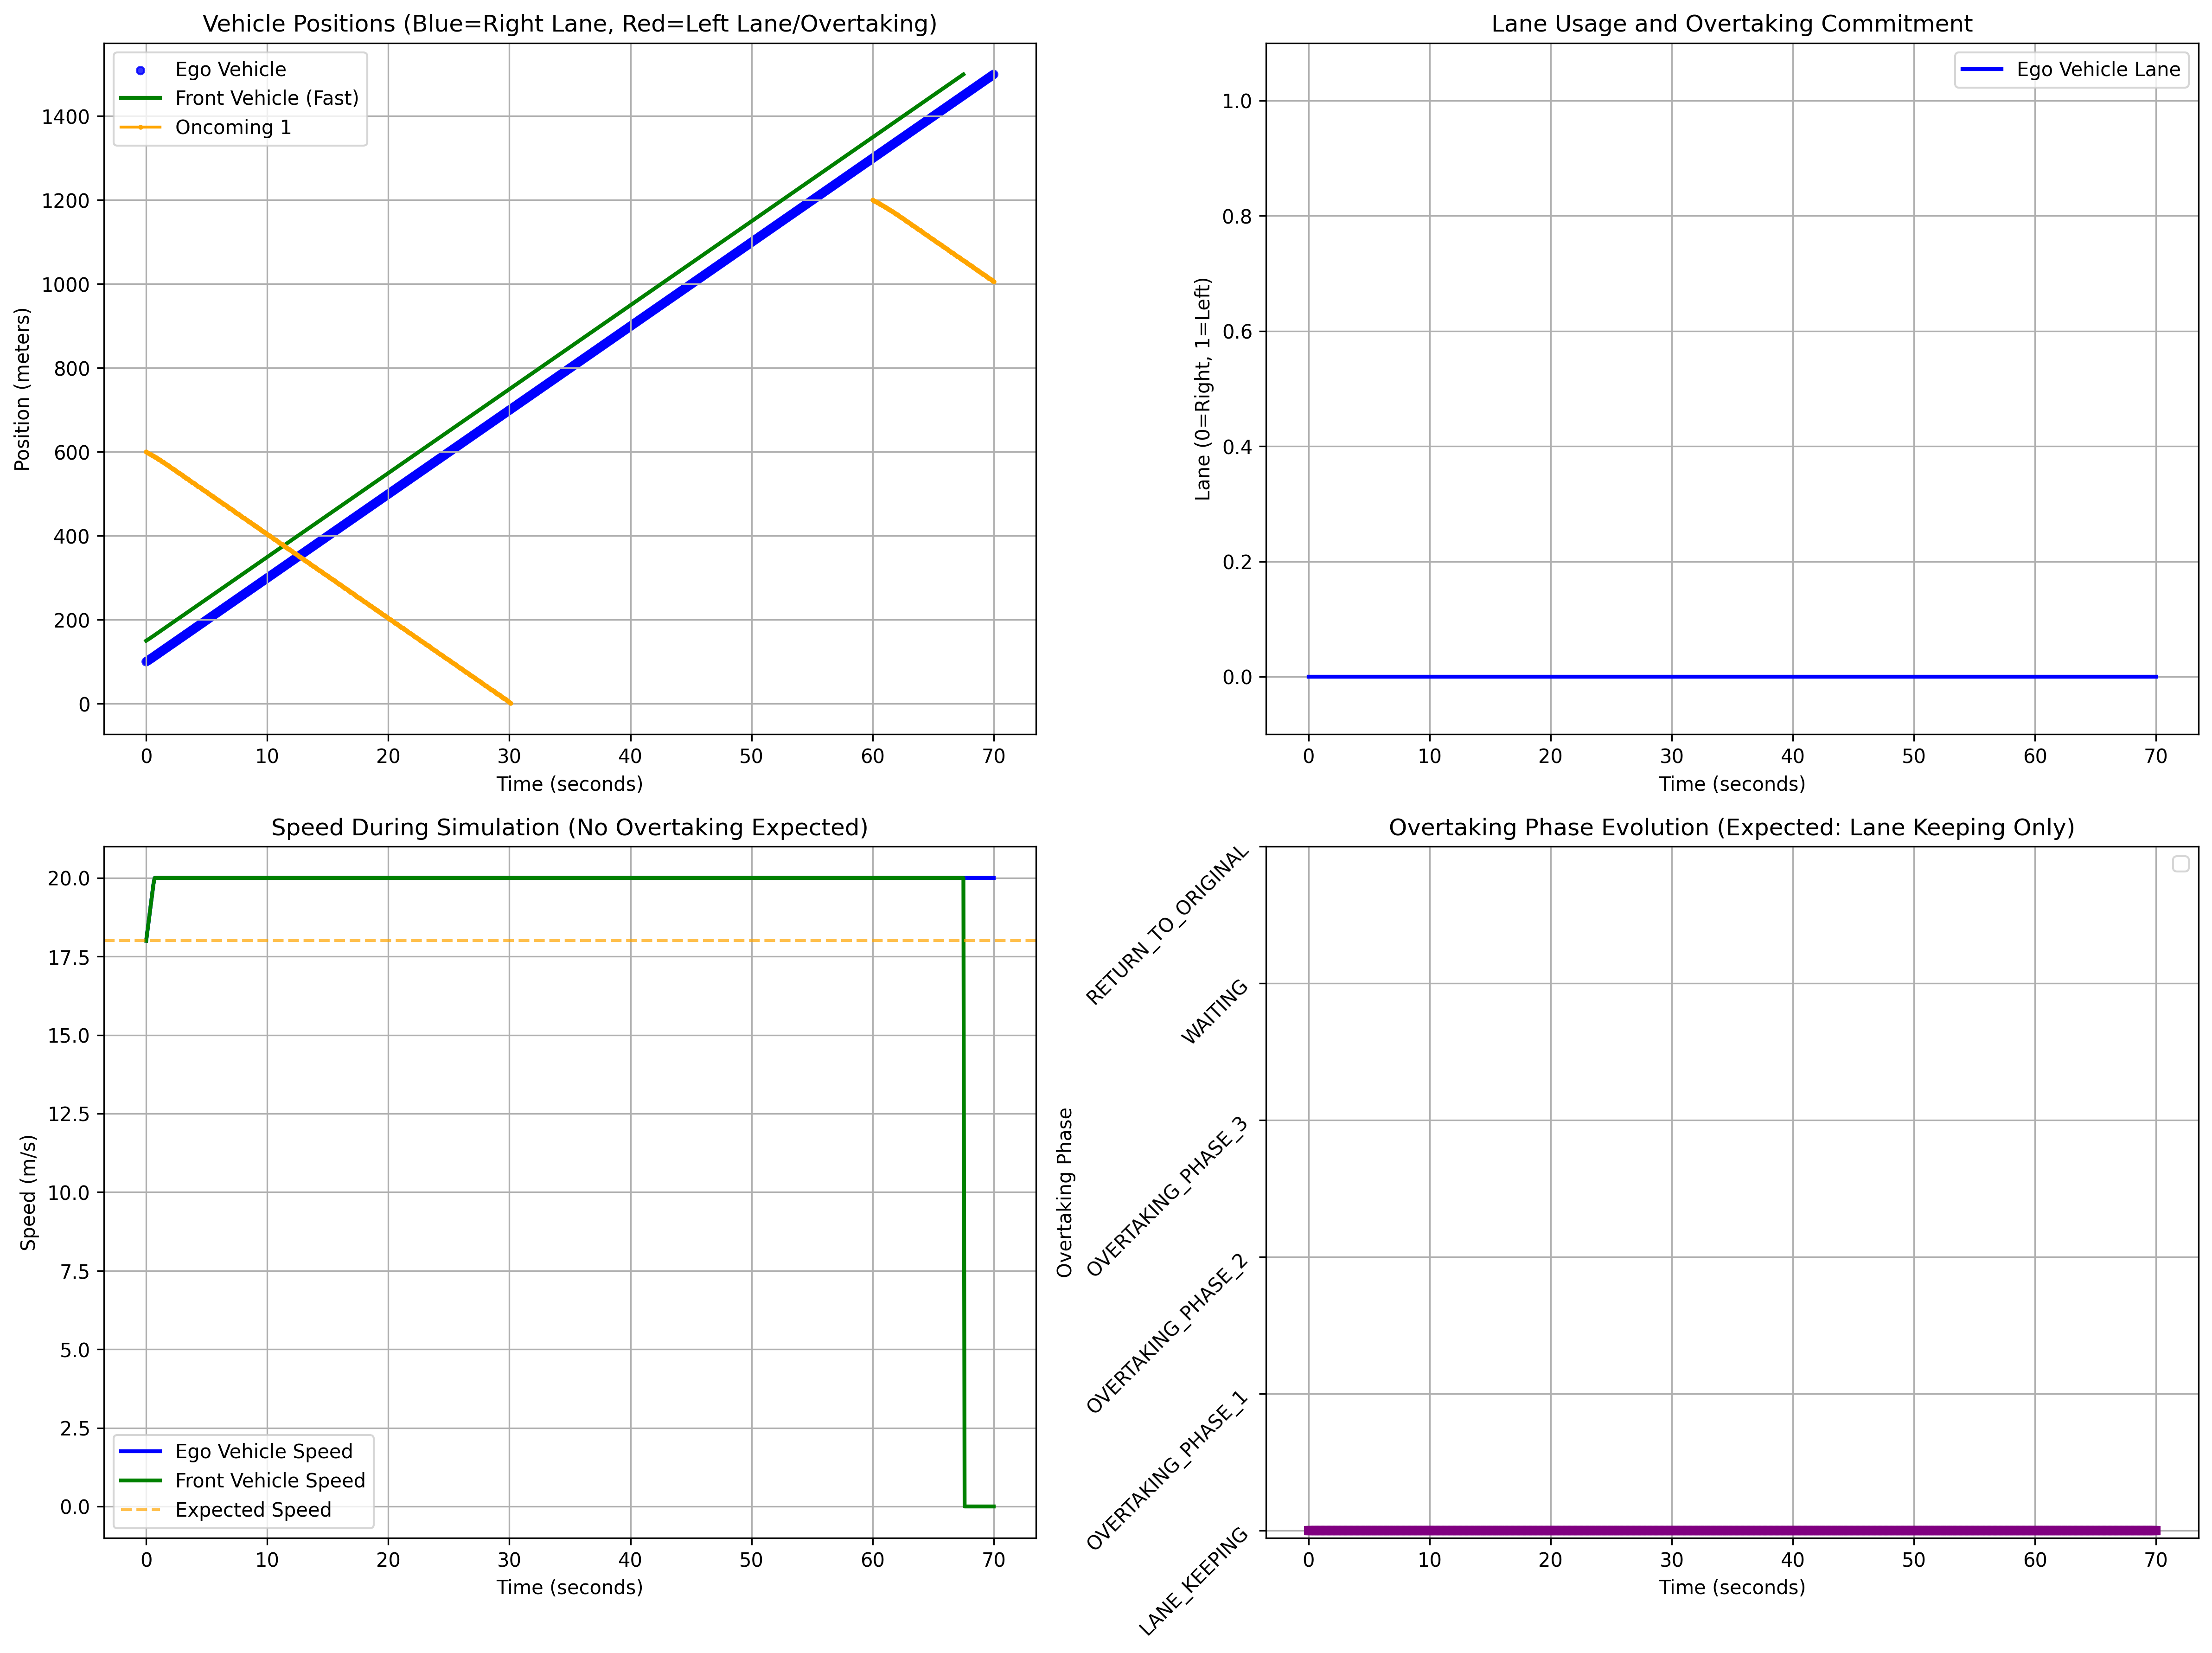 Vehicle Positions (Blue=Right Lane, Red=Left Lane/Overtaking)
Ego Vehicle
Front Vehicle (Fast)
Oncoming 1
Position (meters)
1400
1200
1000
800
600
400
200
0
0 10 20 30 40 50 60 70
Time (seconds)
Lane Usage and Overtaking Commitment
Ego Vehicle Lane
Lane (0=Right, 1=Left)
1.0
0.8
0.6
0.4
0.2
0.0
0 10 20 30 40 50 60 70
Time (seconds)
Speed During Simulation (No Overtaking Expected)
Speed (m/s)
20.0
17.5
15.0
12.5
10.0
7.5
5.0
2.5
0.0
Ego Vehicle Speed
Front Vehicle Speed
Expected Speed
0 10 20 30 40 50 60 70
Time (seconds)
Overtaking Phase Evolution (Expected: Lane Keeping Only)
Overtaking Phase
RETURN_TO_ORIGINAL
WAITING
OVERTAKING_PHASE_3
OVERTAKING_PHASE_2
OVERTAKING_PHASE_1
LANE_KEEPING
0 10 20 30 40 50 60 70
Time (seconds)